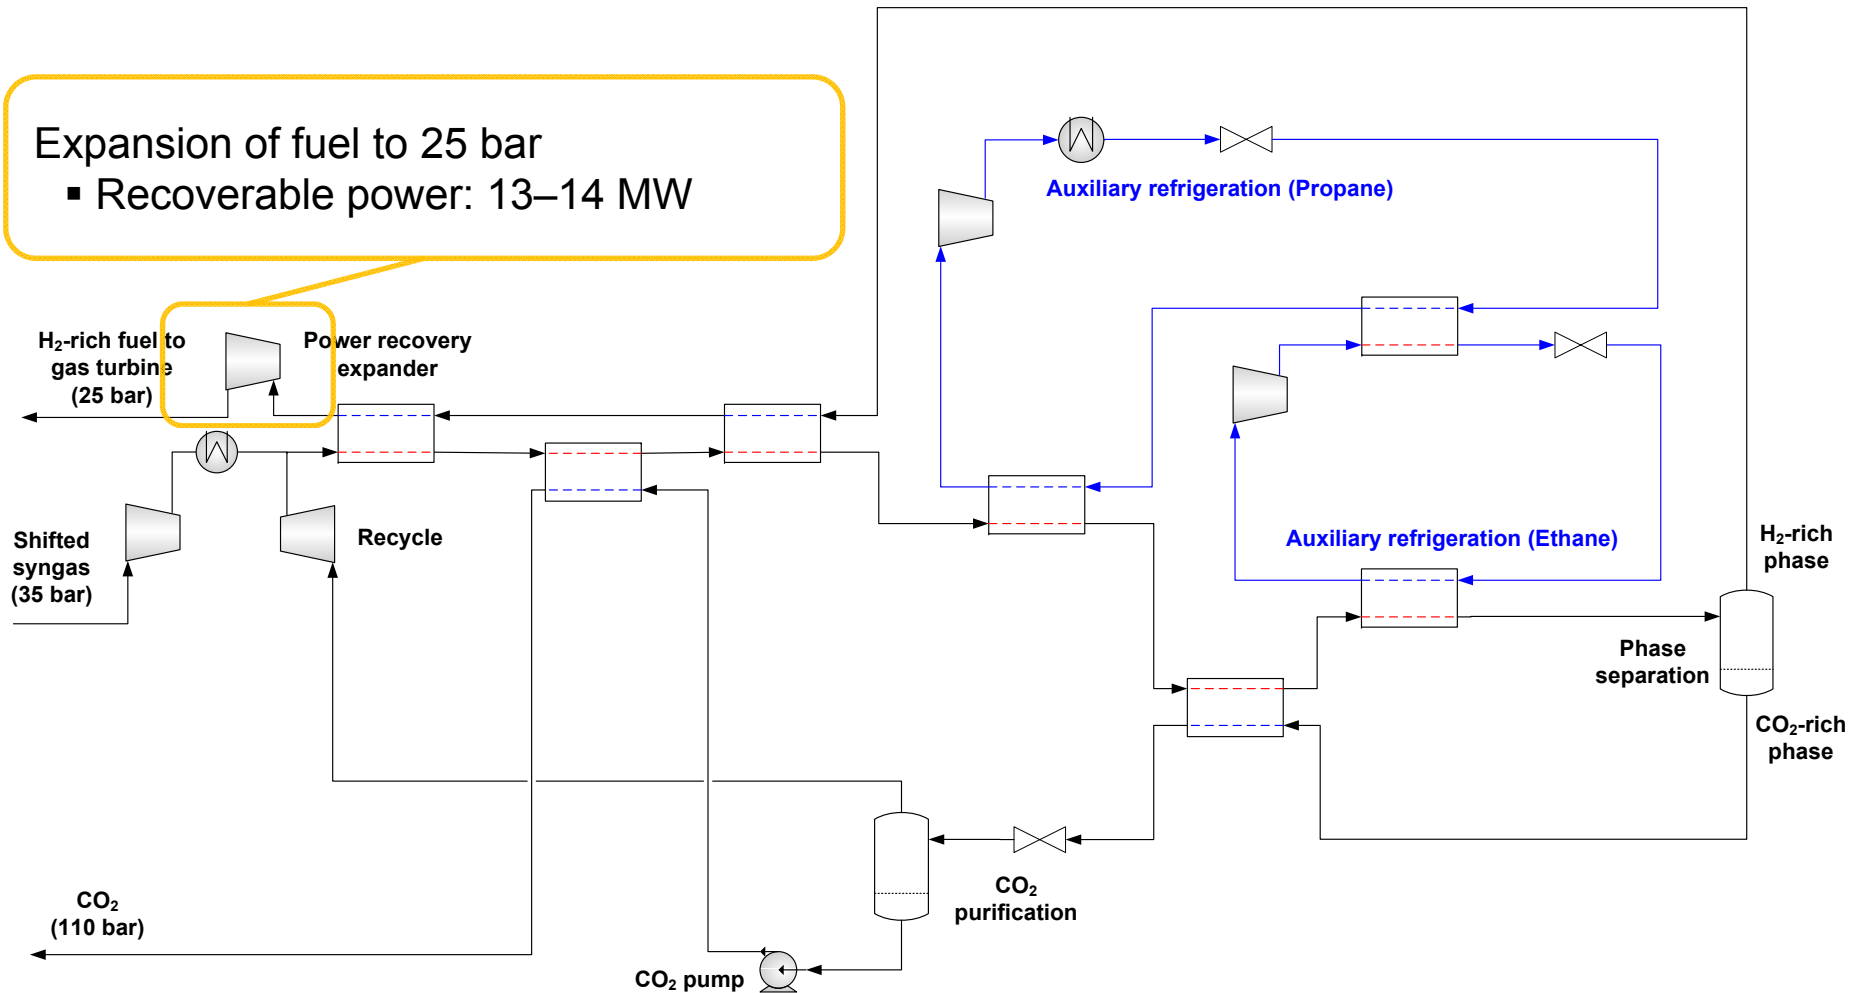 Expansion of fuel to 25 bar
▪ Recoverable power: 13–14 MW
Auxiliary refrigeration (Propane)
H₂-rich fuel to
gas turbine
(25 bar)
Power recovery
expander
Shifted
syngas
(35 bar)
Recycle
Auxiliary refrigeration (Ethane)
H₂-rich
phase
Phase
separation
CO₂-rich
phase
CO₂
purification
CO₂
(110 bar)
CO₂ pump